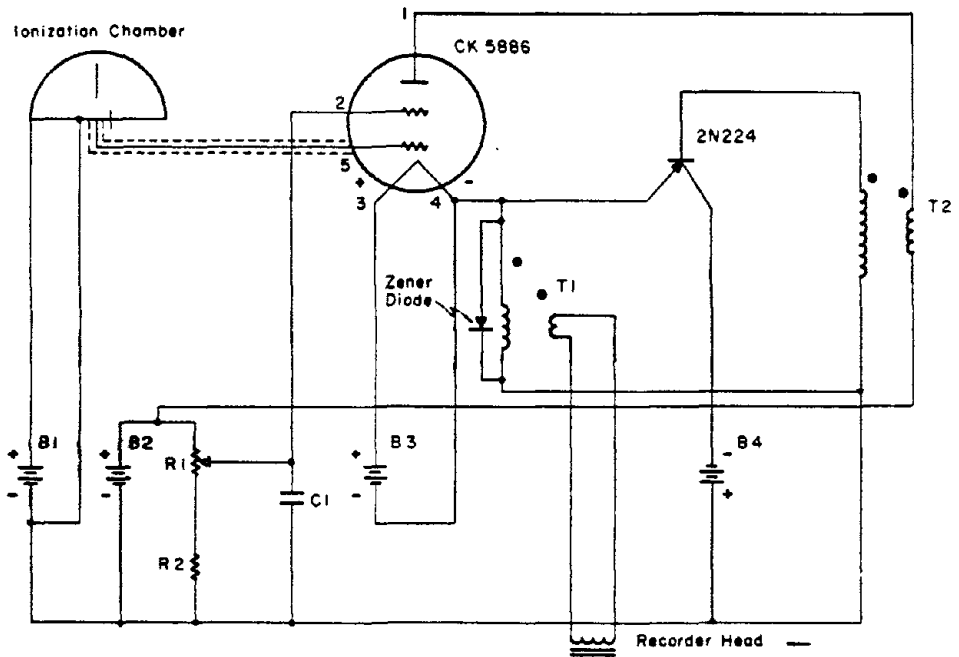 1
Ionization Chamber
CK 5886
2
2N224
5
+
-
3
4
T2
Zener
Diode
T1
B1
B2
B3
B4
+
+
R1
+
-
-
-
C1
-
+
R2
Recorder Head —